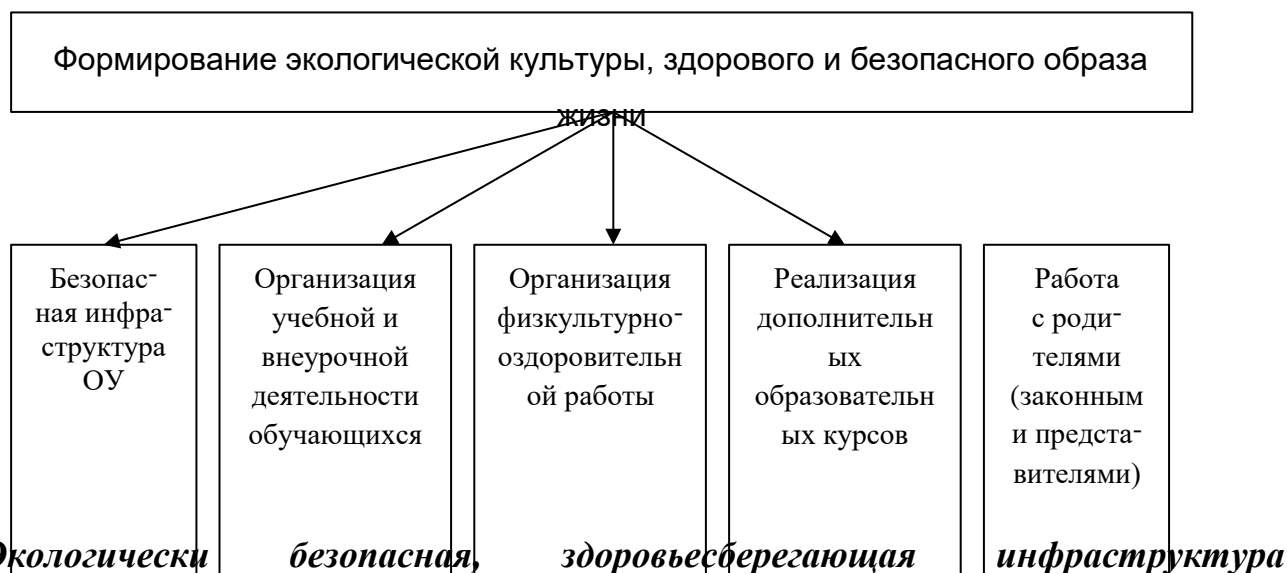 Формирование экологической культуры, здорового и безопасного образа
жизни
Безопас-
ная инфра-
структура
ОУ
Организация
учебной и
внеурочной
деятельности
обучающихся
Организация
физкультурно-
оздоровительн
ой работы
Реализация
дополнительн
ых
образовательн
ых курсов
Работа
с роди-
телями
(законным
и предста-
вителями)
Экологически безопасная, здоровьесберегающая инфраструктура